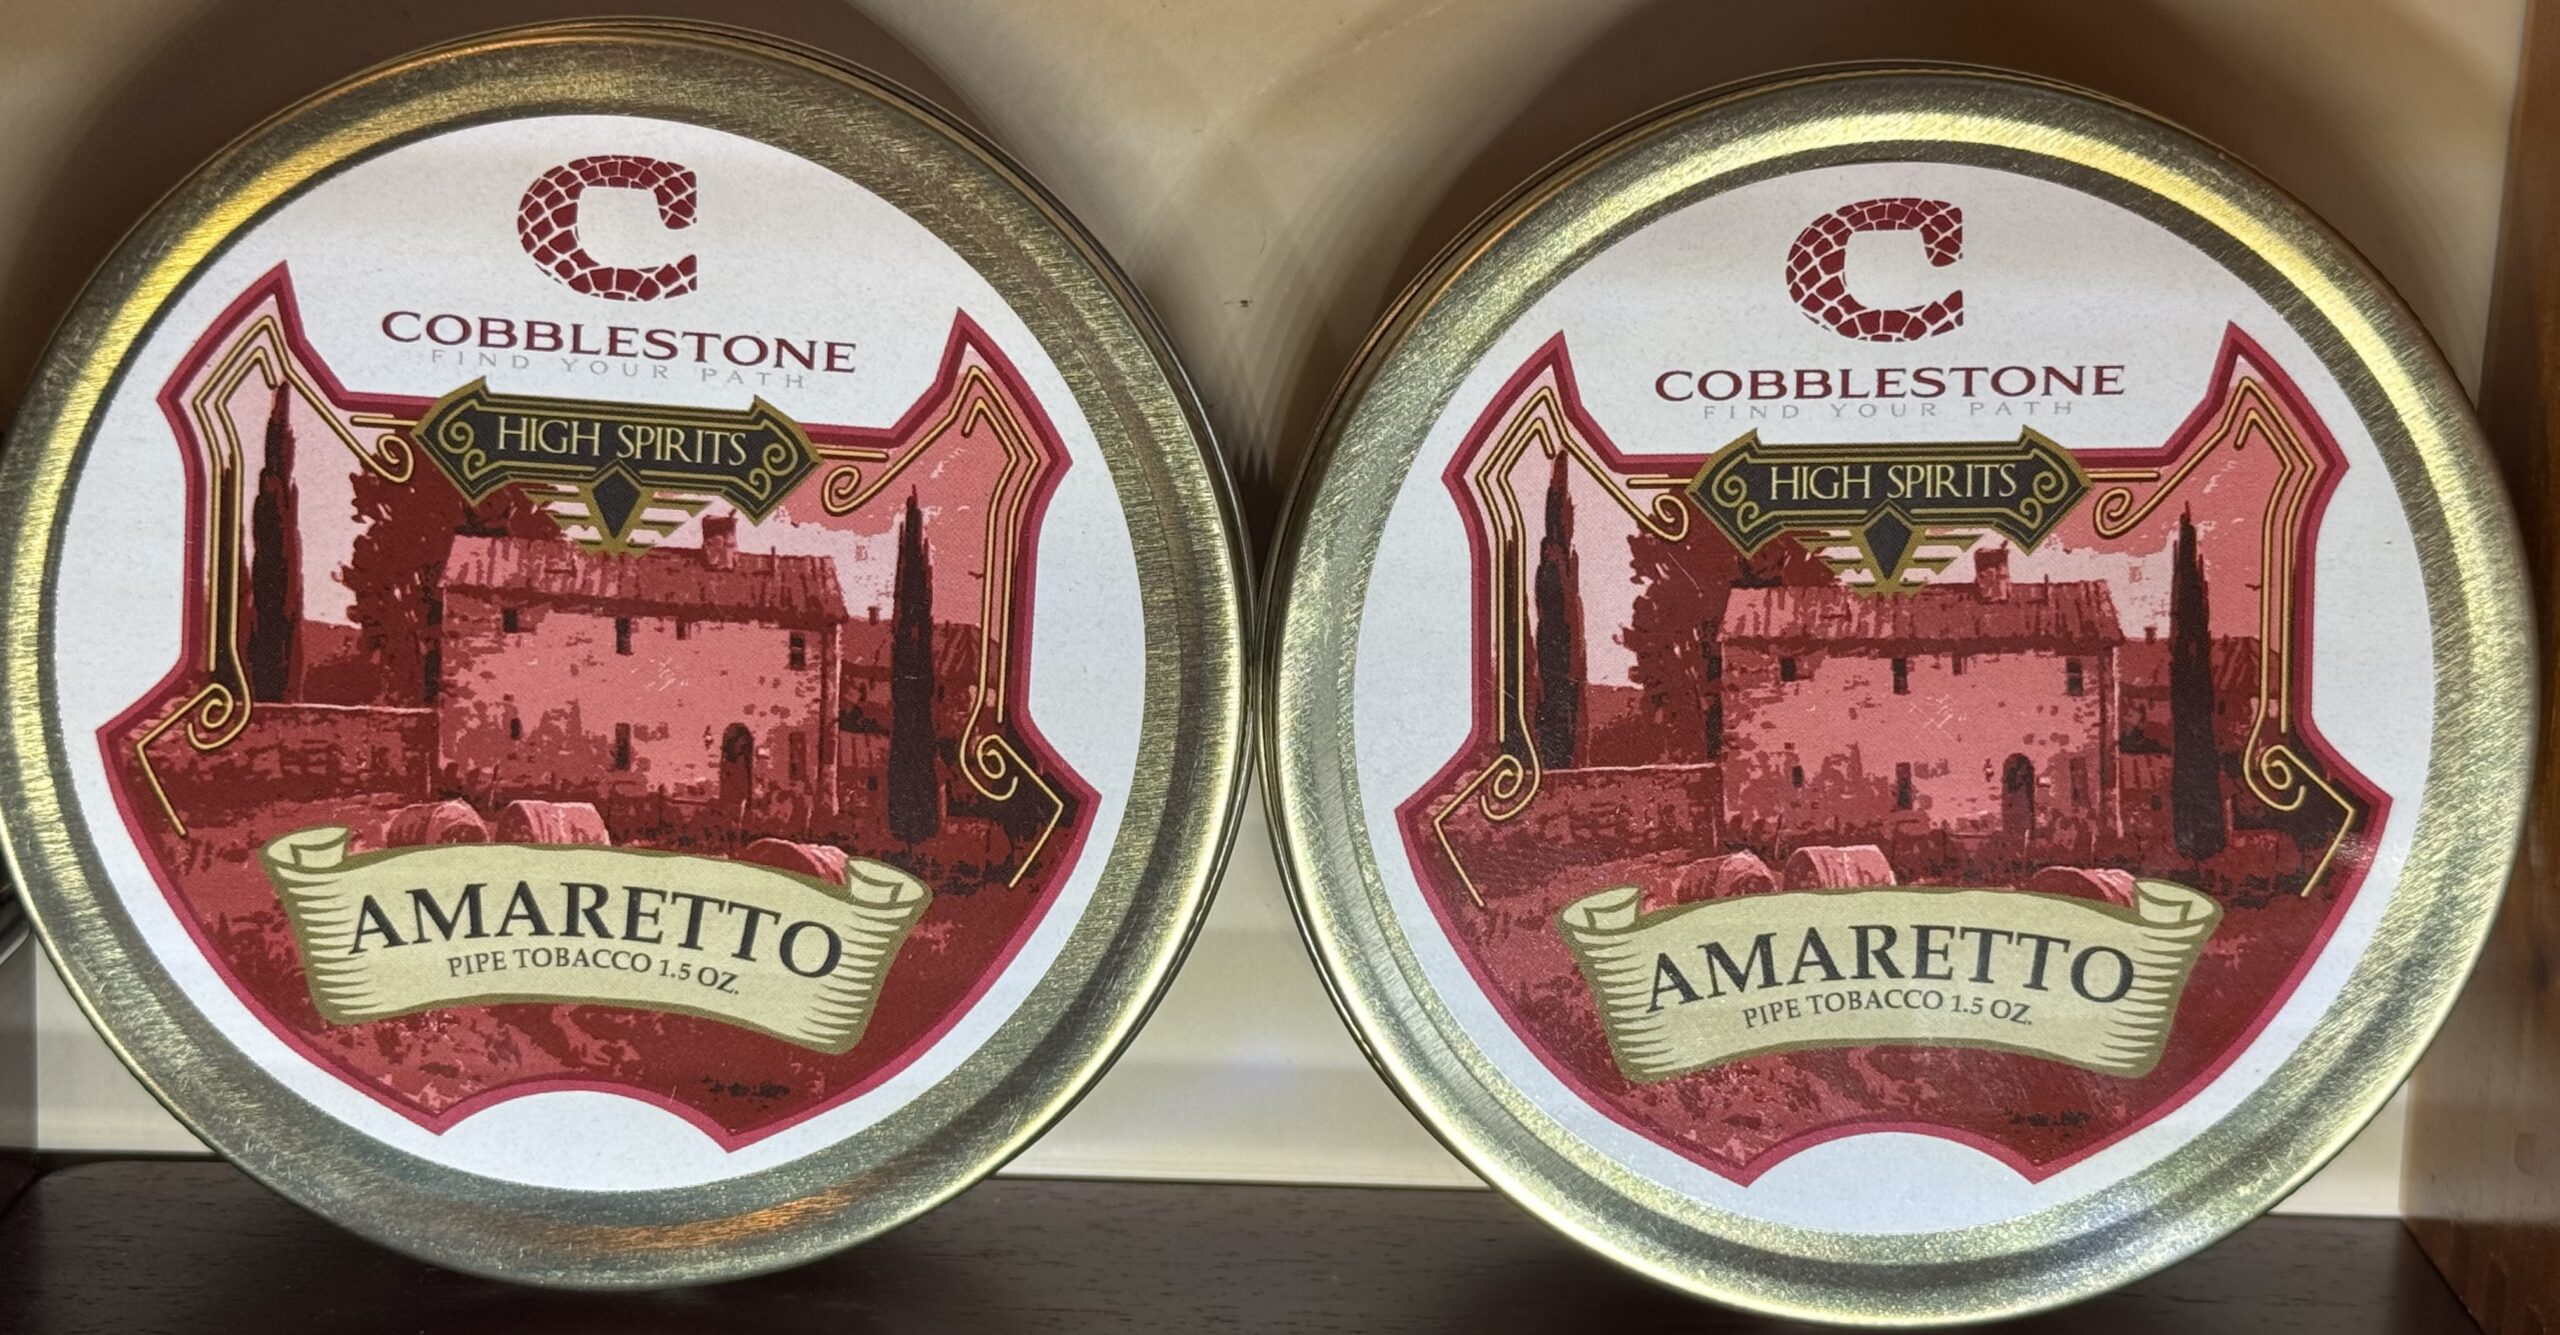 C
COBBLESTONE
FIND YOUR PATH
HIGH SPIRITS
AMARETTO
PIPE TOBACCO 1.5 OZ.
C
COBBLESTONE
FIND YOUR PATH
HIGH SPIRITS
AMARETTO
PIPE TOBACCO 1.5 OZ.